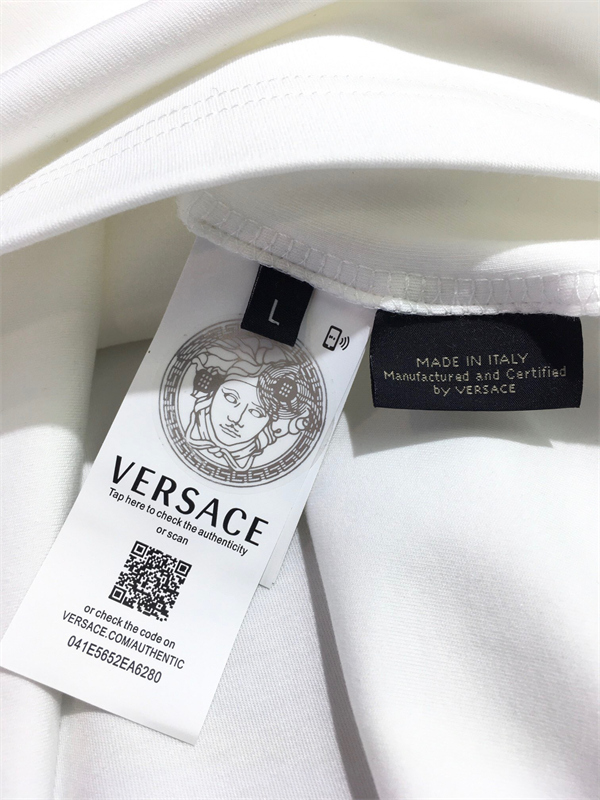 L
VERSACE
Tap here to check the authenticity
or scan
or check the code on
VERSACE.COM/AUTHENTIC
041E5652EA6280
MADE IN ITALY
Manufactured and Certified
by VERSACE